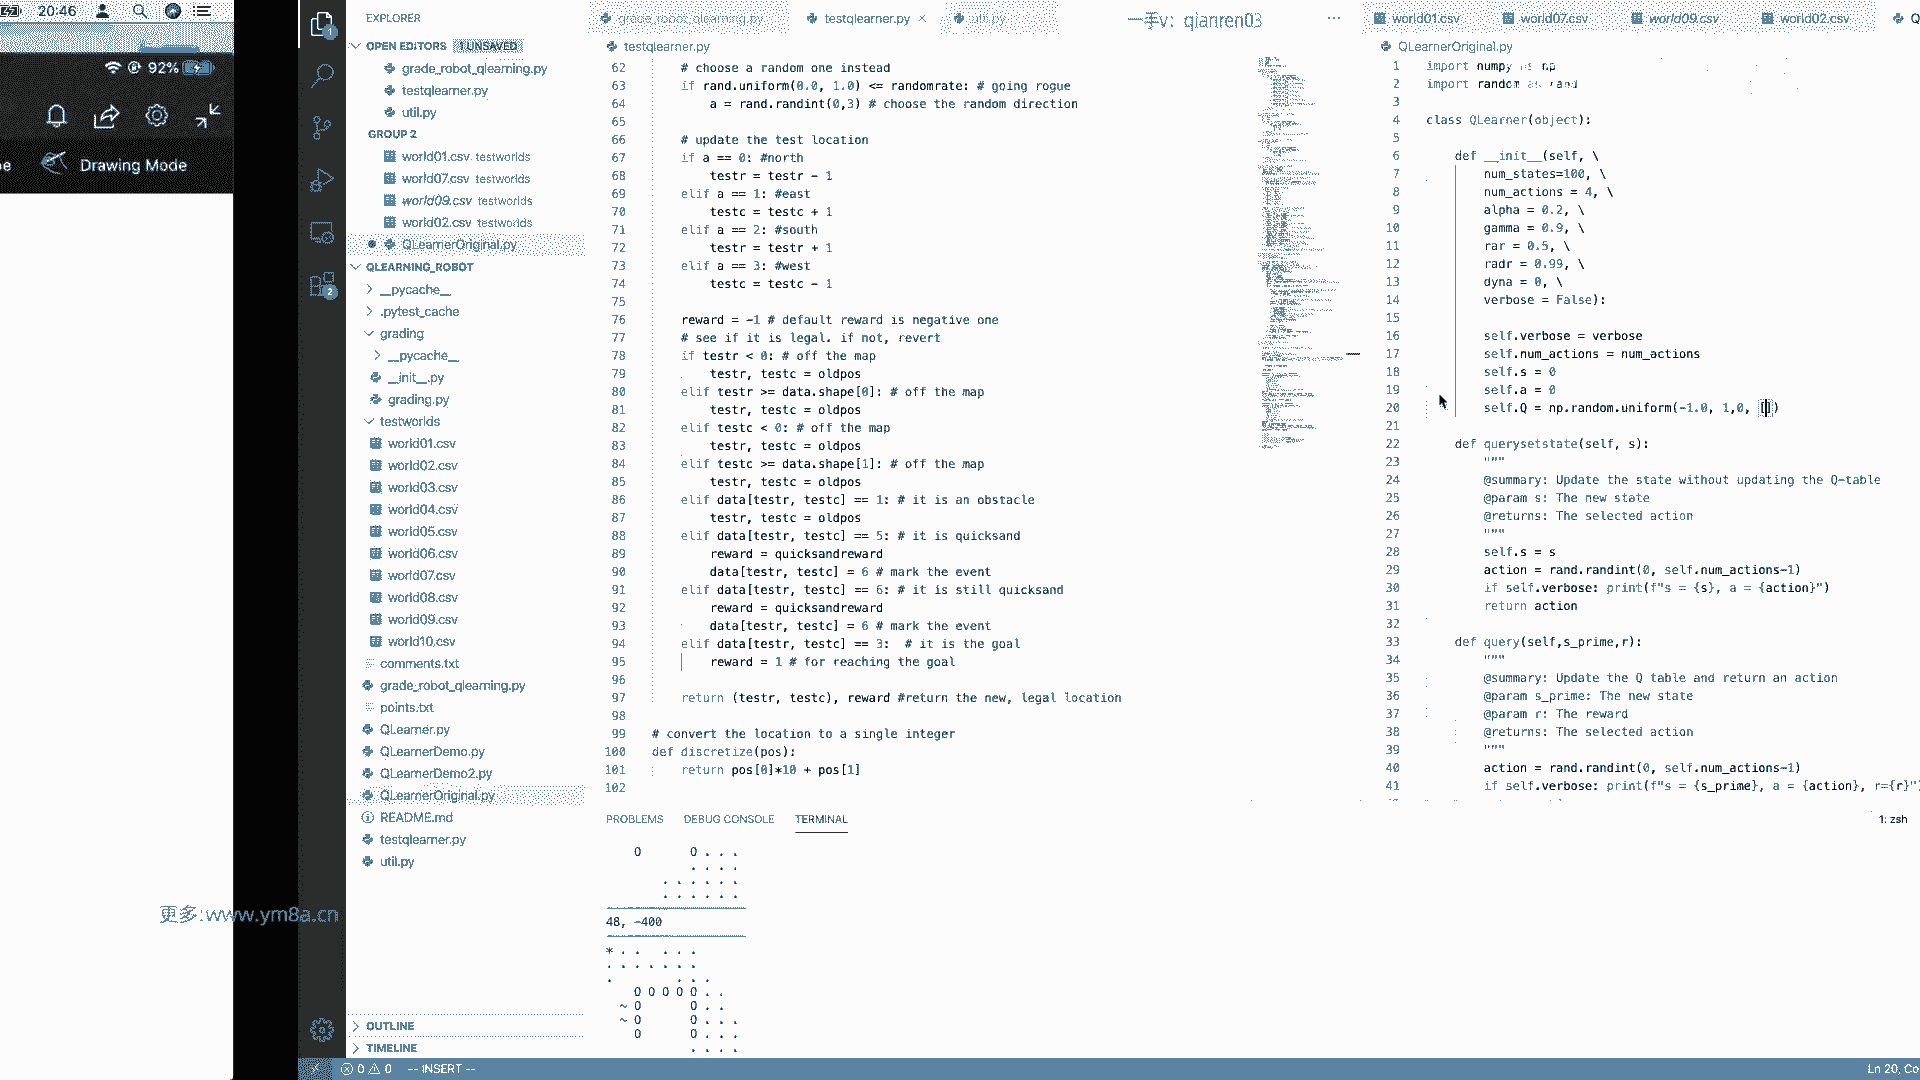 20:46
92%
Drawing Mode
更多:www.ym8a.cn
EXPLORER
OPEN EDITORS 1 UNSAVED
grade_robot_qlearning.py
testqlearner.py
util.py
GROUP 2
world01.csv testworlds
world07.csv testworlds
world09.csv testworlds
world02.csv testworlds
QLearnerOriginal.py
QLEARNING_ROBOT
__pycache__
.pytest_cache
grading
__pycache__
__init__.py
grading.py
testworlds
world01.csv
world02.csv
world03.csv
world04.csv
world05.csv
world06.csv
world07.csv
world08.csv
world09.csv
world10.csv
comments.txt
grade_robot_qlearning.py
points.txt
QLearner.py
QLearnerDemo.py
QLearnerDemo2.py
QLearnerOriginal.py
README.md
testqlearner.py
util.py
OUTLINE
TIMELINE
grade_robot_qlearning.py testqlearner.py util.py
qianren03
testqlearner.py
62 # choose a random one instead
63 if rand.uniform(0.0, 1.0) <= randomrate: # going rogue
64 a = rand.randint(0,3) # choose the random direction
65
66 # update the test location
67 if a == 0: #north
68 testr = testr - 1
69 elif a == 1: #east
70 testc = testc + 1
71 elif a == 2: #south
72 testr = testr + 1
73 elif a == 3: #west
74 testc = testc - 1
75
76 reward = -1 # default reward is negative one
77 # see if it is legal. if not, revert
78 if testr < 0: # off the map
79 testr, testc = oldpos
80 elif testr >= data.shape[0]: # off the map
81 testr, testc = oldpos
82 elif testc < 0: # off the map
83 testr, testc = oldpos
84 elif testc >= data.shape[1]: # off the map
85 testr, testc = oldpos
86 elif data[testr, testc] == 1: # it is an obstacle
87 testr, testc = oldpos
88 elif data[testr, testc] == 5: # it is quicksand
89 reward = quicksandreward
90 data[testr, testc] = 6 # mark the event
91 elif data[testr, testc] == 6: # it is still quicksand
92 reward = quicksandreward
93 data[testr, testc] = 6 # mark the event
94 elif data[testr, testc] == 3: # it is the goal
95 reward = 1 # for reaching the goal
96
97 return (testr, testc), reward #return the new, legal location
98
99 # convert the location to a single integer
100 def discretize(pos):
101 return pos[0]*10 + pos[1]
102
world01.csv world07.csv world09.csv world02.csv Q
QLearnerOriginal.py
1 import numpy as np
2 import random as rand
3
4 class QLearner(object):
5
6 def __init__(self, \
7 num_states=100, \
8 num_actions = 4, \
9 alpha = 0.2, \
10 gamma = 0.9, \
11 rar = 0.5, \
12 radr = 0.99, \
13 dyna = 0, \
14 verbose = False):
15
16 self.verbose = verbose
17 self.num_actions = num_actions
18 self.s = 0
19 self.a = 0
20 self.Q = np.random.uniform(-1.0, 1,0, [])
21
22 def querysetstate(self, s):
23 """
24 @summary: Update the state without updating the Q-table
25 @param s: The new state
26 @returns: The selected action
27 """
28 self.s = s
29 action = rand.randint(0, self.num_actions-1)
30 if self.verbose: print(f"s = {s}, a = {action}")
31 return action
32
33 def query(self,s_prime,r):
34 """
35 @summary: Update the Q table and return an action
36 @param s_prime: The new state
37 @param r: The reward
38 @returns: The selected action
39 """
40 action = rand.randint(0, self.num_actions-1)
41 if self.verbose: print(f"s = {s_prime}, a = {action}, r={r}"
PROBLEMS DEBUG CONSOLE TERMINAL
1: zsh
0 0 . . .
. . . .
. . . . . .
. . . . . .
48, -400
* . . . . .
. . . . . . .
. . . .
0 0 0 0 0 . .
~ 0 0 . .
~ 0 0 . . .
0 0 . . .
. . . .
0 0 -- INSERT --
Ln 20, Co